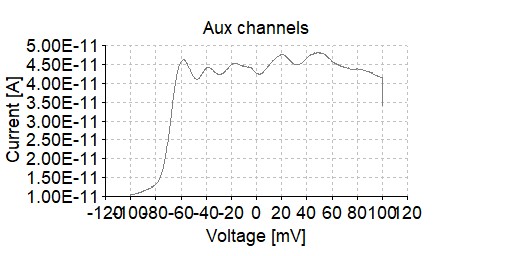 Aux channels
5.00E-11
4.50E-11
4.00E-11
3.50E-11
3.00E-11
2.50E-11
2.00E-11
1.50E-11
1.00E-11
Current [A]
-120-100-80 -60 -40 -20 0 20 40 60 80 100 120
Voltage [mV]